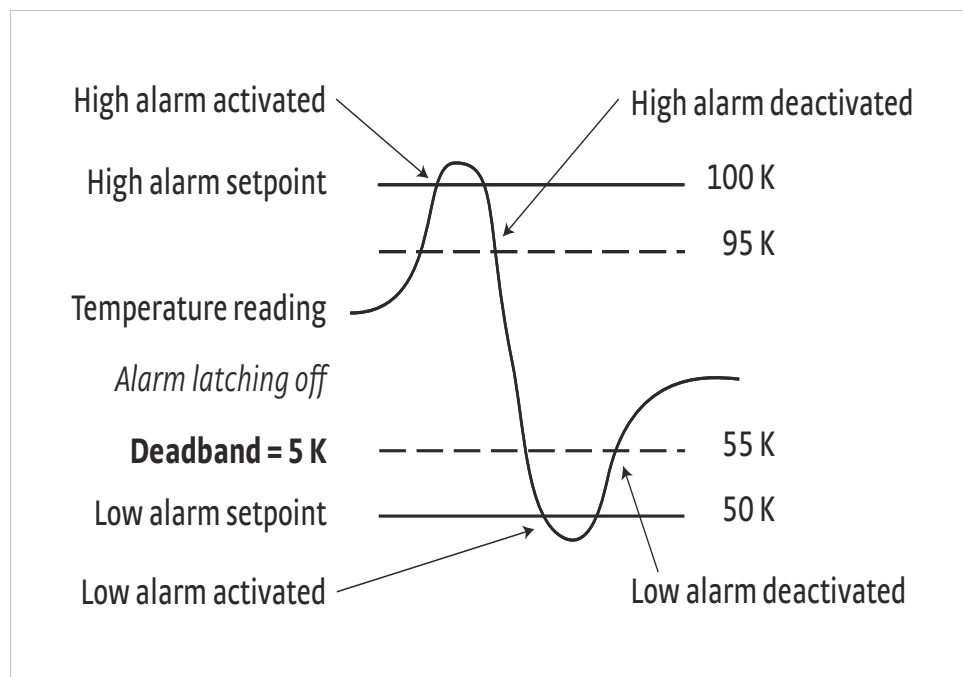 High alarm activated
High alarm deactivated
High alarm setpoint
100 K
95 K
Temperature reading
Alarm latching off
Deadband = 5 K
55 K
Low alarm setpoint
50 K
Low alarm activated
Low alarm deactivated